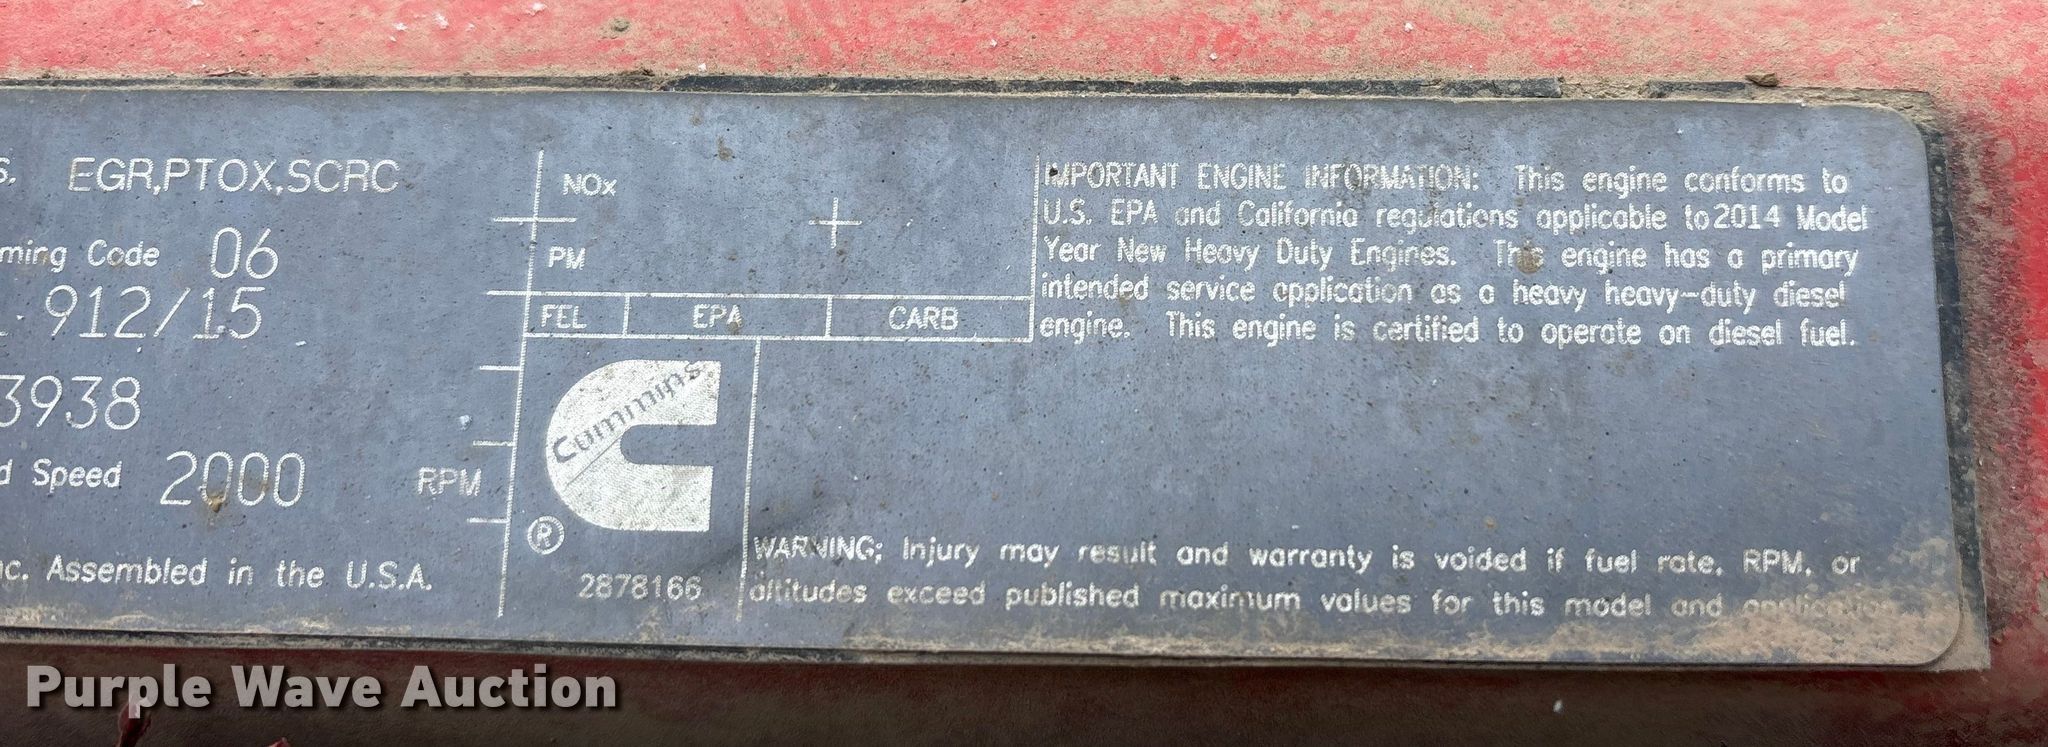 EGR,PTOX,SCRC
ming Code 06
912/15
3938
d Speed 2000 RPM
nc. Assembled in the U.S.A.
NOx
PM
FEL EPA CARB
Cummins
®
2878166
IMPORTANT ENGINE INFORMATION: This engine conforms to
U.S. EPA and California regulations applicable to 2014 Model
Year New Heavy Duty Engines. This engine has a primary
intended service application as a heavy heavy-duty diesel
engine. This engine is certified to operate on diesel fuel.
WARNING; Injury may result and warranty is voided if fuel rate, RPM, or
altitudes exceed published maximum values for this model and application
Purple Wave Auction